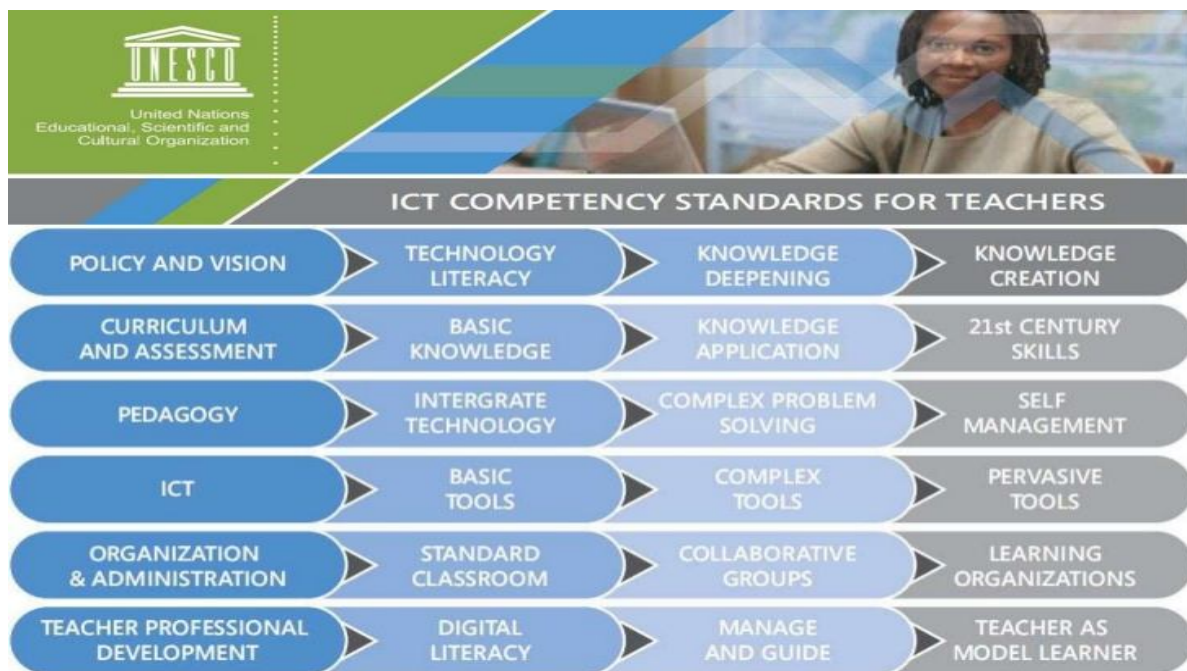 UNESCO
United Nations
Educational, Scientific and
Cultural Organization
ICT COMPETENCY STANDARDS FOR TEACHERS
POLICY AND VISION
TECHNOLOGY
LITERACY
KNOWLEDGE
DEEPENING
KNOWLEDGE
CREATION
CURRICULUM
AND ASSESSMENT
BASIC
KNOWLEDGE
KNOWLEDGE
APPLICATION
21st CENTURY
SKILLS
PEDAGOGY
INTERGRATE
TECHNOLOGY
COMPLEX PROBLEM
SOLVING
SELF
MANAGEMENT
ICT
BASIC
TOOLS
COMPLEX
TOOLS
PERVASIVE
TOOLS
ORGANIZATION
& ADMINISTRATION
STANDARD
CLASSROOM
COLLABORATIVE
GROUPS
LEARNING
ORGANIZATIONS
TEACHER PROFESSIONAL
DEVELOPMENT
DIGITAL
LITERACY
MANAGE
AND GUIDE
TEACHER AS
MODEL LEARNER